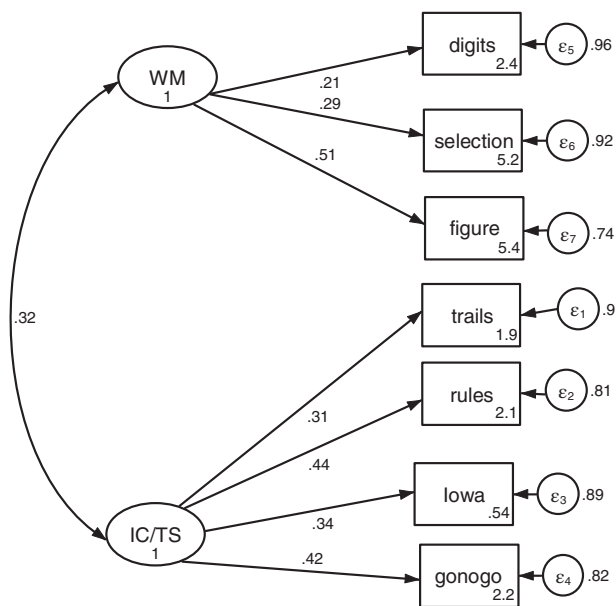 digits
2.4
ε5
.96
WM
1
.21
.29
selection
5.2
ε6
.92
.51
figure
5.4
ε7
.74
trails
1.9
ε1
.9
.32
rules
2.1
ε2
.81
.31
.44
Iowa
.54
ε3
.89
IC/TS
1
.34
.42
gonogo
2.2
ε4
.82